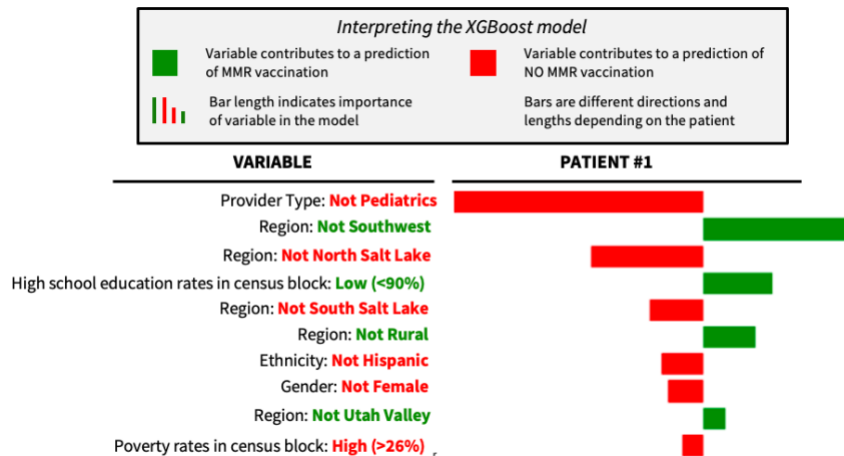 Interpreting the XGBoost model
Variable contributes to a prediction
of MMR vaccination
Variable contributes to a prediction of
NO MMR vaccination
Bar length indicates importance
of variable in the model
Bars are different directions and
lengths depending on the patient
VARIABLE
PATIENT #1
Provider Type: Not Pediatrics
Region: Not Southwest
Region: Not North Salt Lake
High school education rates in census block: Low (<90%)
Region: Not South Salt Lake
Region: Not Rural
Ethnicity: Not Hispanic
Gender: Not Female
Region: Not Utah Valley
Poverty rates in census block: High (>26%)